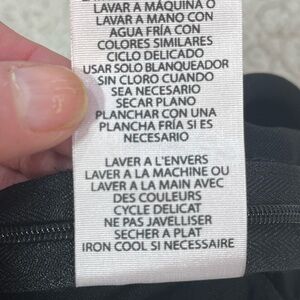 LAVAR A MÁQUINA O
LAVAR A MANO CON
AGUA FRÍA CON
COLORES SIMILARES
CICLO DELICADO
USAR SOLO BLANQUEADOR
SIN CLORO CUANDO
SEA NECESARIO
SECAR PLANO
PLANCHAR CON UNA
PLANCHA FRÍA SI ES
NECESARIO
LAVER A L'ENVERS
LAVER A LA MACHINE OU
LAVER A LA MAIN AVEC
DES COULEURS
CYCLE DELICAT
NE PAS JAVELLISER
SECHER A PLAT
IRON COOL SI NECESSAIRE